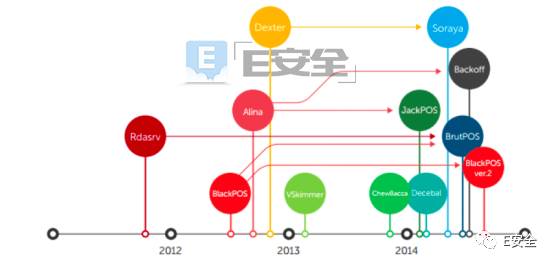 Dexter
Soraya
E安全
Backoff
Alina
JackPOS
Rdasrv
BrutPOS
BlackPOS
ver.2
BlackPOS
VSkimmer
ChewBacca
Decebal
2012
2013
2014
E安全